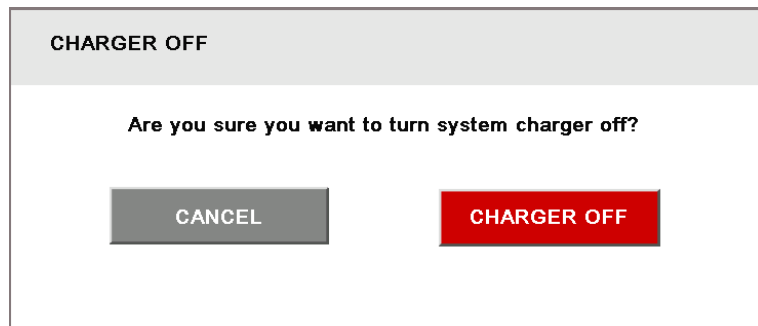 CHARGER OFF
Are you sure you want to turn system charger off?
CANCEL
CHARGER OFF